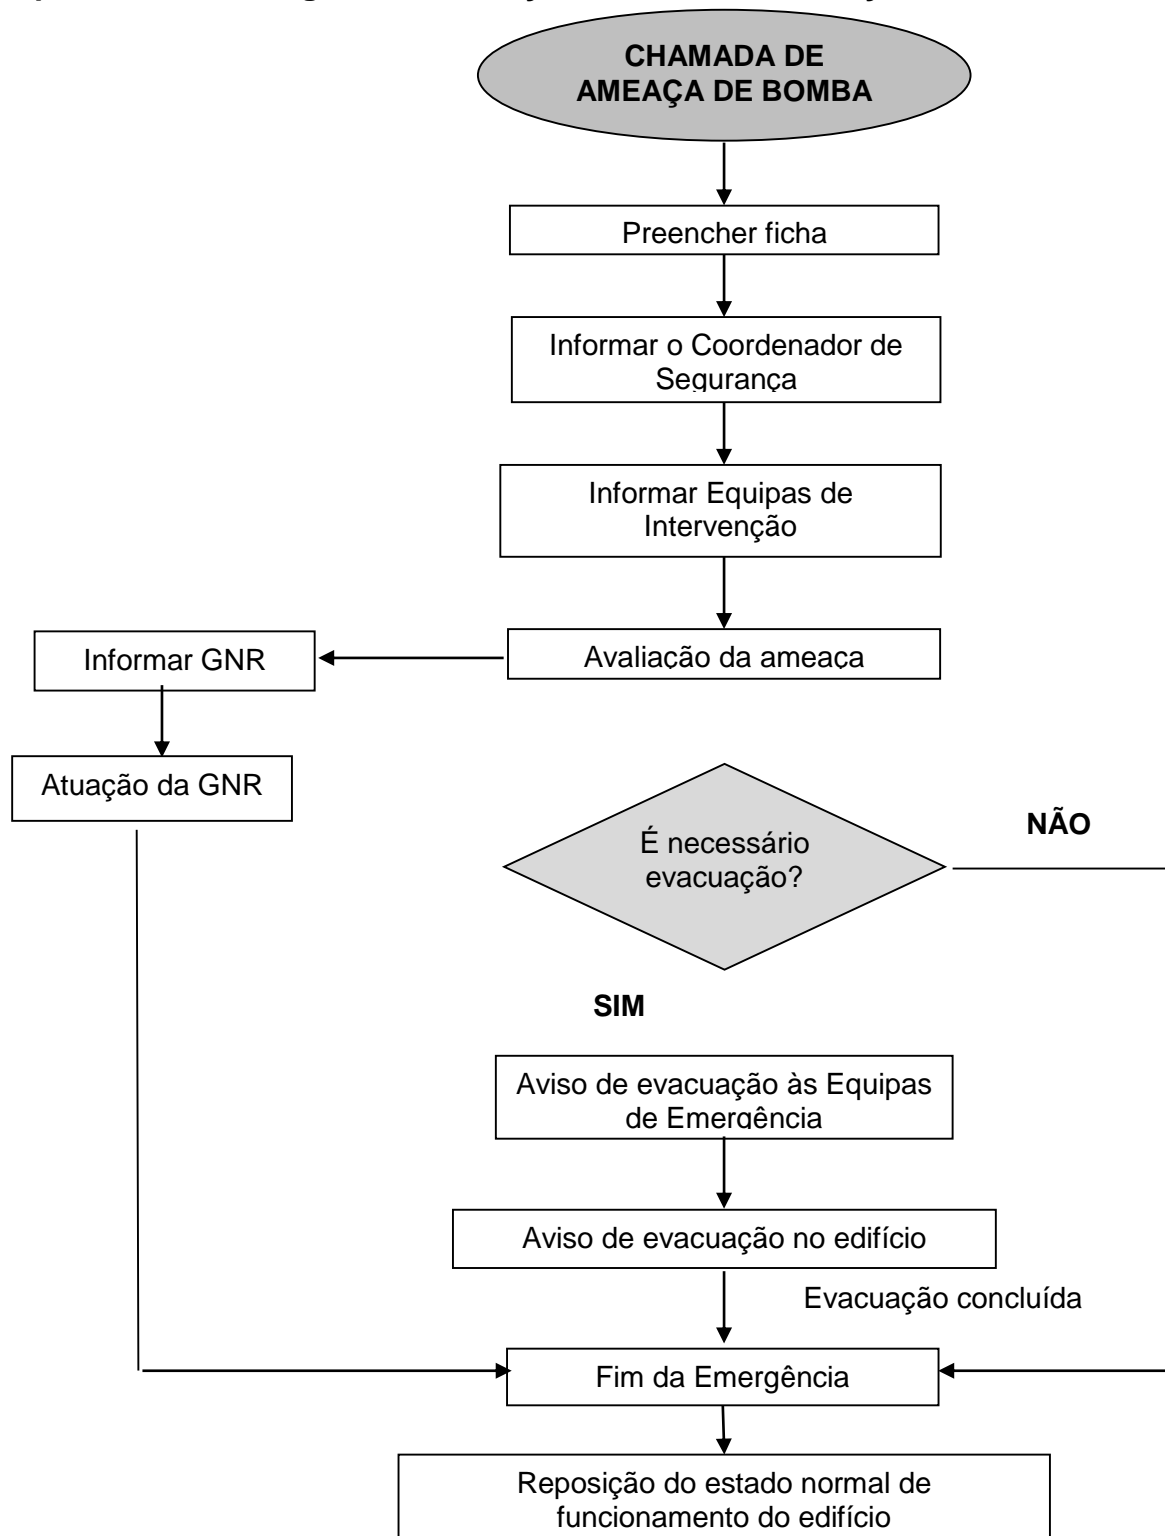 CHAMADA DE
AMEAÇA DE BOMBA
Preencher ficha
Informar o Coordenador de
Segurança
Informar Equipas de
Intervenção
Avaliação da ameaça
Informar GNR
Atuação da GNR
É necessário
evacuação?
NÃO
SIM
Aviso de evacuação às Equipas
de Emergência
Aviso de evacuação no edifício
Evacuação concluída
Fim da Emergência
Reposição do estado normal de
funcionamento do edifício